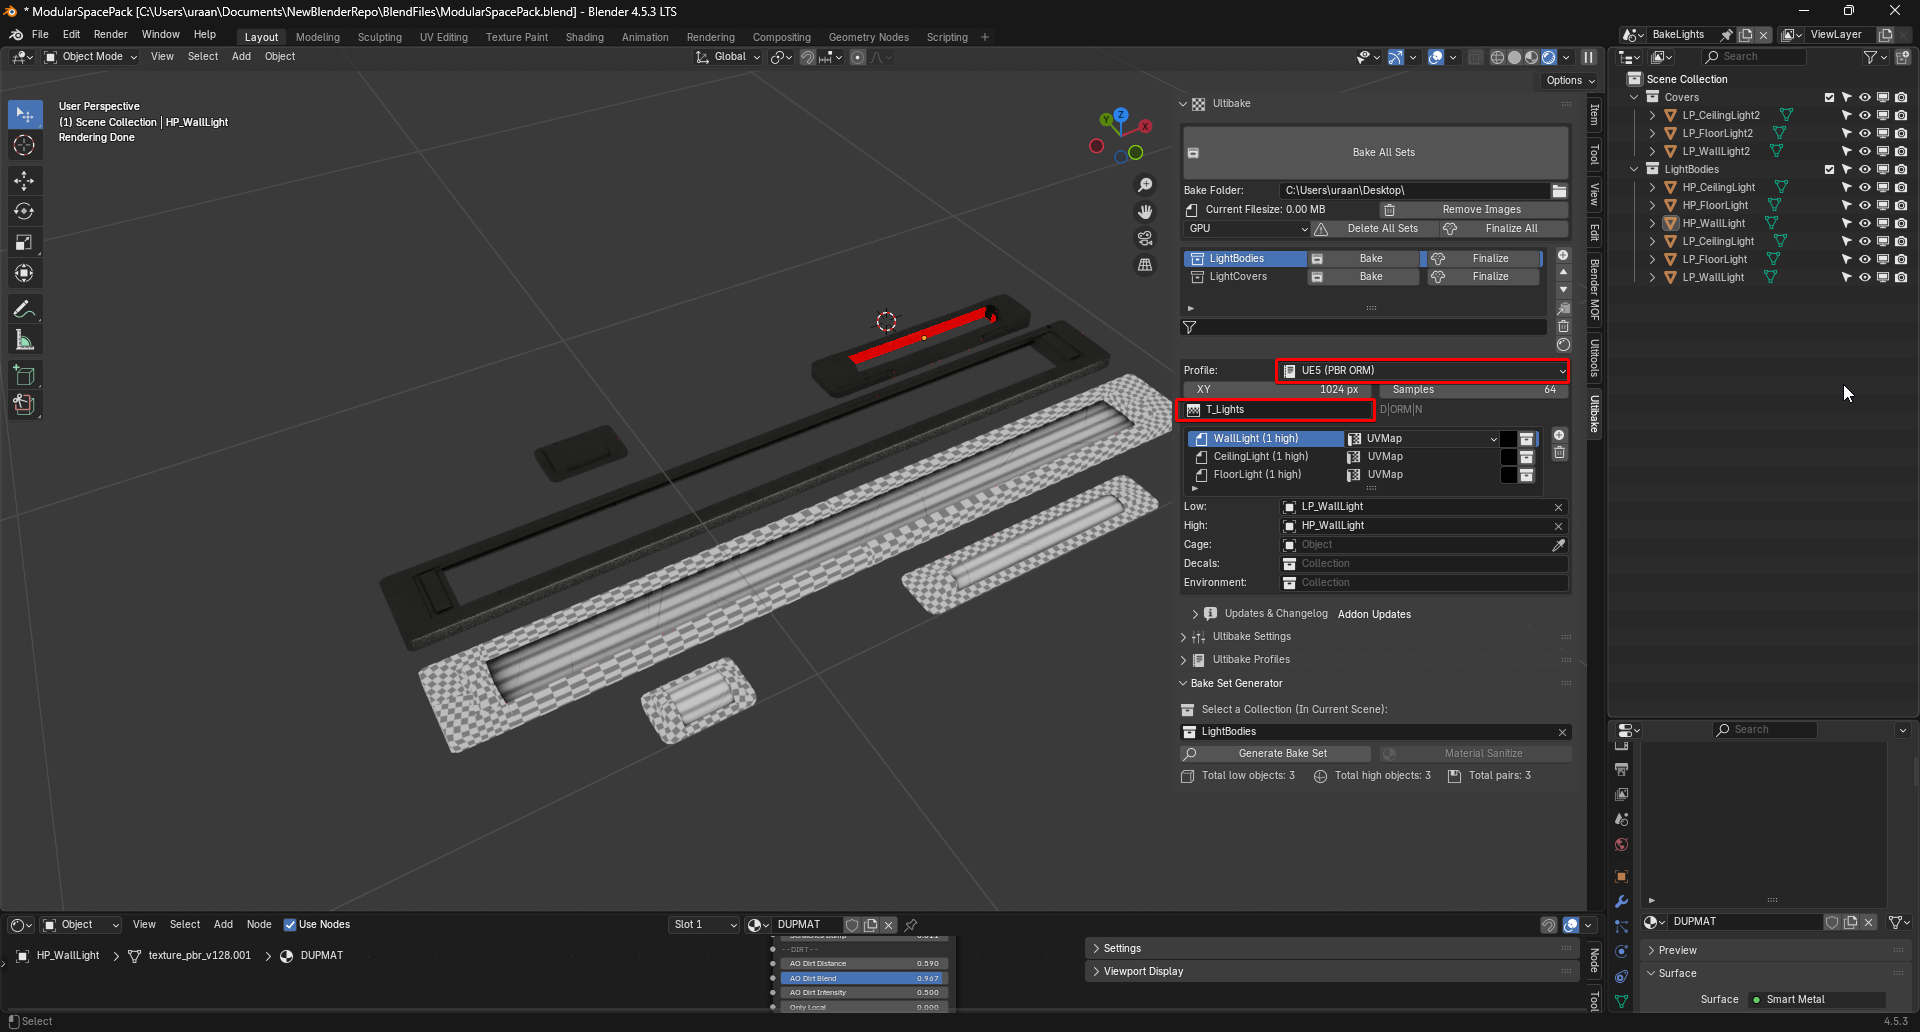 * ModularSpacePack [C:\Users\uraan\Documents\NewBlenderRepo\BlendFiles\ModularSpacePack.blend] - Blender 4.5.3 LTS
File Edit Render Window Help Layout Modeling Sculpting UV Editing Texture Paint Shading Animation Rendering Compositing Geometry Nodes Scripting + BakeLights ViewLayer
Object Mode View Select Add Object Global Search
Options
User Perspective
(1) Scene Collection | HP_WallLight
Rendering Done
Z
Y
X
Ultibake
Bake All Sets
Bake Folder: C:\Users\uraan\Desktop\
Current Filesize: 0.00 MB Remove Images
GPU Delete All Sets Finalize All
LightBodies Bake Finalize
LightCovers Bake Finalize
Profile: UE5 (PBR ORM)
XY 1024 px Samples 64
T_Lights D|ORM|N
WallLight (1 high) UVMap
CeilingLight (1 high) UVMap
FloorLight (1 high) UVMap
Low: LP_WallLight
High: HP_WallLight
Cage: Object
Decals: Collection
Environment: Collection
Updates & Changelog Addon Updates
Ultibake Settings
Ultibake Profiles
Bake Set Generator
Select a Collection (In Current Scene):
LightBodies
Generate Bake Set Material Sanitize
Total low objects: 3 Total high objects: 3 Total pairs: 3
Item
Tool
View
Edit
Blender MOF
Ultitools
Ultibake
Scene Collection
Covers
LP_CeilingLight2
LP_FloorLight2
LP_WallLight2
LightBodies
HP_CeilingLight
HP_FloorLight
HP_WallLight
LP_CeilingLight
LP_FloorLight
LP_WallLight
Search
DUPMAT
Preview
Surface
Surface Smart Metal
Object View Select Add Node Use Nodes Slot 1 DUPMAT
HP_WallLight texture_pbr_v128.001 DUPMAT
--DIRT--
AO Dirt Distance 0.590
AO Dirt Blend 0.967
AO Dirt Intensity 0.500
Only Local 0.000
Settings
Viewport Display
Node
Tool
Select
4.5.3